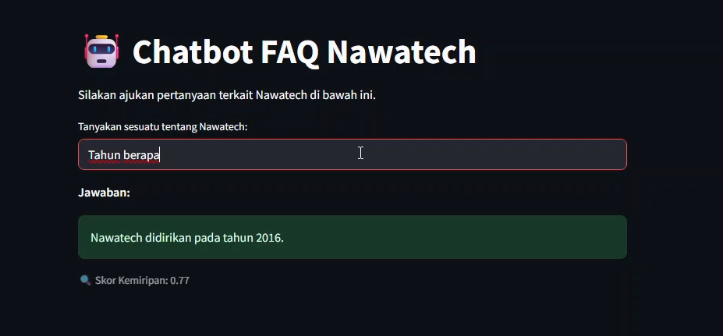 Chatbot FAQ Nawatech
Silakan ajukan pertanyaan terkait Nawatech di bawah ini.
Tanyakan sesuatu tentang Nawatech:
Tahun berapa
Jawaban:
Nawatech didirikan pada tahun 2016.
Skor Kemiripan: 0.77